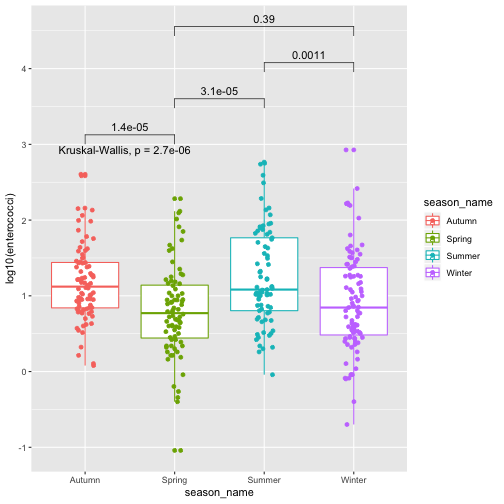 0.39
0.0011
3.1e-05
1.4e-05
Kruskal-Wallis, p = 2.7e-06
log10(enterococci)
4
3
2
1
0
-1
Autumn Spring Summer Winter
season_name
season_name
Autumn
Spring
Summer
Winter